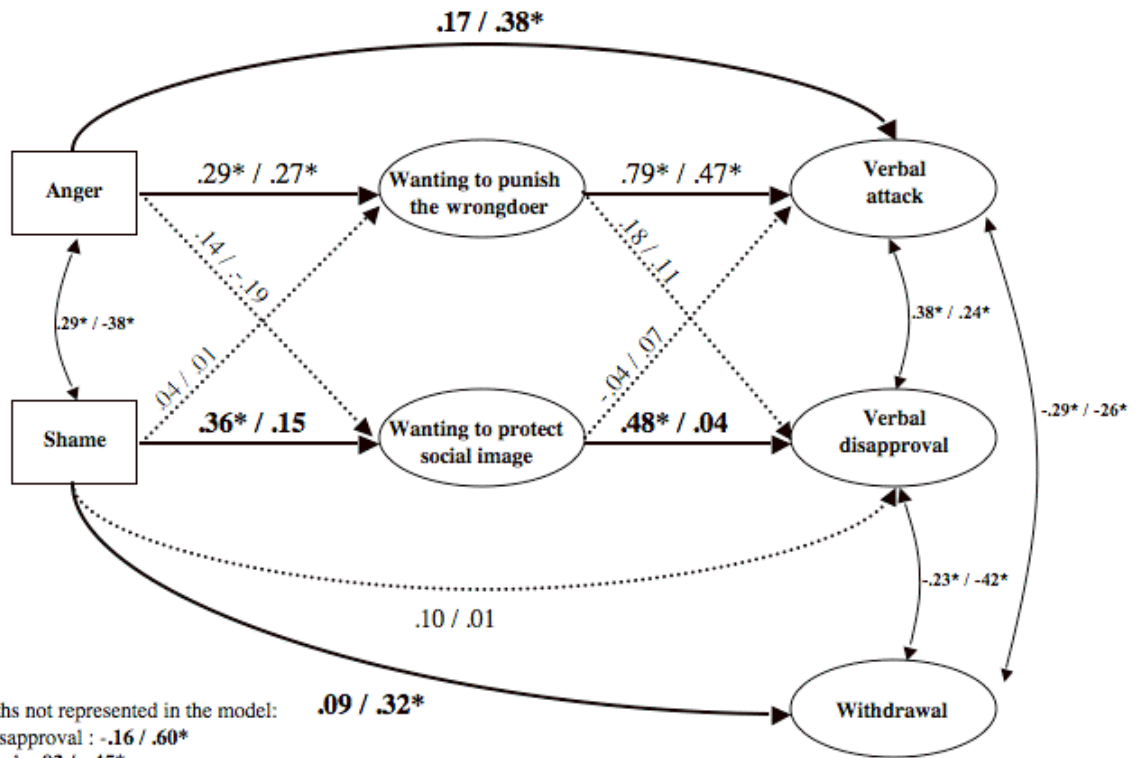 .17 / .38*
Anger
.29* / .27*
Wanting to punish
the wrongdoer
.79* / .47*
Verbal
attack
.14 / -.19
.18 / .11
.29* / -38*
.38* / .24*
.04 / .01
-.04 / .07
-.29* / -26*
Shame
.36* / .15
Wanting to protect
social image
.48* / .04
Verbal
disapproval
-.23* / -42*
.10 / .01
.09 / .32*
Withdrawal
not represented in the model:
: -.16 / .60*